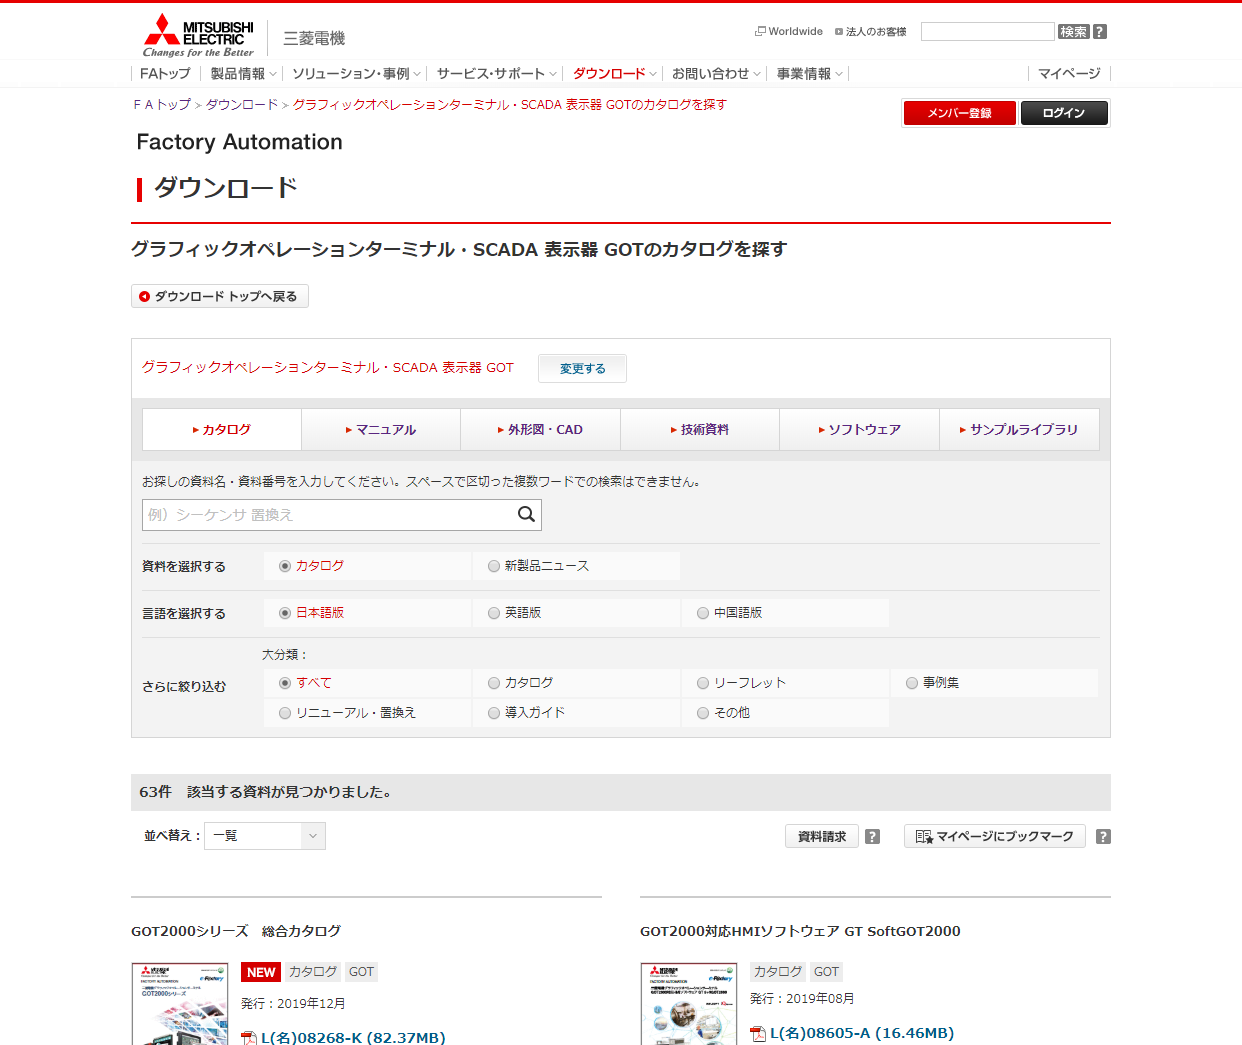 MITSUBISHI
ELECTRIC
Changes for the Better
三菱電機
Worldwide 法人のお客様 検索 ?
FAトップ 製品情報 ソリューション・事例 サービス・サポート ダウンロード お問い合わせ 事業情報 マイページ
ＦＡトップ > ダウンロード > グラフィックオペレーションターミナル・SCADA 表示器 GOTのカタログを探す
メンバー登録 ログイン
Factory Automation
ダウンロード
グラフィックオペレーションターミナル・SCADA 表示器 GOTのカタログを探す
ダウンロード トップへ戻る
グラフィックオペレーションターミナル・SCADA 表示器 GOT 変更する
カタログ マニュアル 外形図・CAD 技術資料 ソフトウェア サンプルライブラリ
お探しの資料名・資料番号を入力してください。スペースで区切った複数ワードでの検索はできません。
例）シーケンサ 置換え
資料を選択する カタログ 新製品ニュース
言語を選択する 日本語版 英語版 中国語版
大分類：
さらに絞り込む すべて カタログ リーフレット 事例集
リニューアル・置換え 導入ガイド その他
63件　該当する資料が見つかりました。
並べ替え： 一覧 資料請求 ? マイページにブックマーク ?
GOT2000シリーズ　総合カタログ
NEW カタログ GOT
発行：2019年12月
L(名)08268-K (82.37MB)
GOT2000対応HMIソフトウェア GT SoftGOT2000
カタログ GOT
発行：2019年08月
L(名)08605-A (16.46MB)